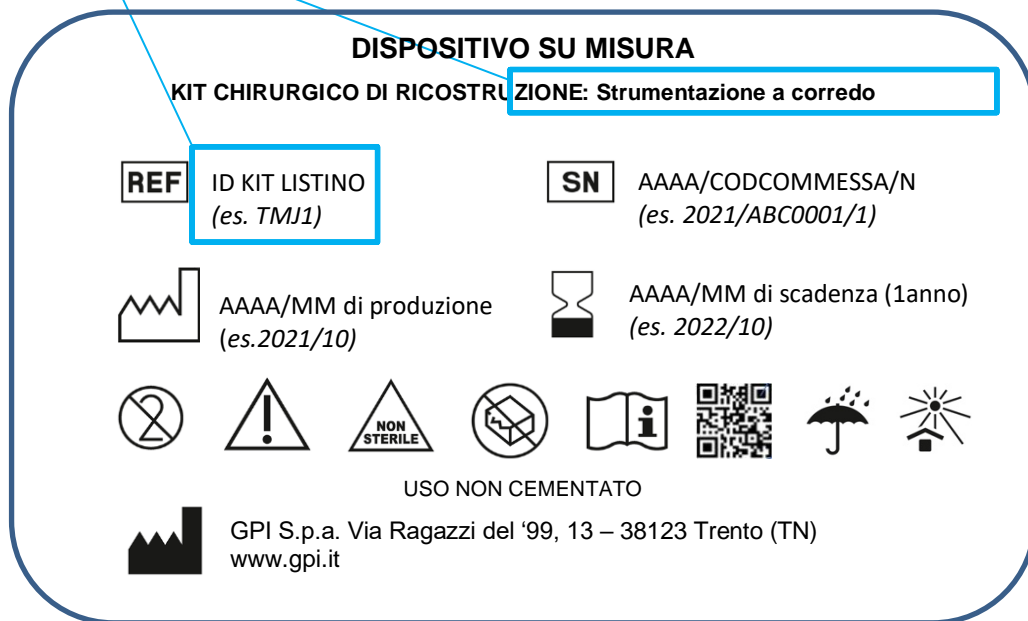 DISPOSITIVO SU MISURA
KIT CHIRURGICO DI RICOSTRUZIONE: Strumentazione a corredo
REF ID KIT LISTINO
(es. TMJ1)
SN AAAA/CODCOMMESSA/N
(es. 2021/ABC0001/1)
AAAA/MM di produzione
(es.2021/10)
AAAA/MM di scadenza (1anno)
(es. 2022/10)
2
!
NON
STERILE
i
USO NON CEMENTATO
GPI S.p.a. Via Ragazzi del ‘99, 13 – 38123 Trento (TN)
www.gpi.it